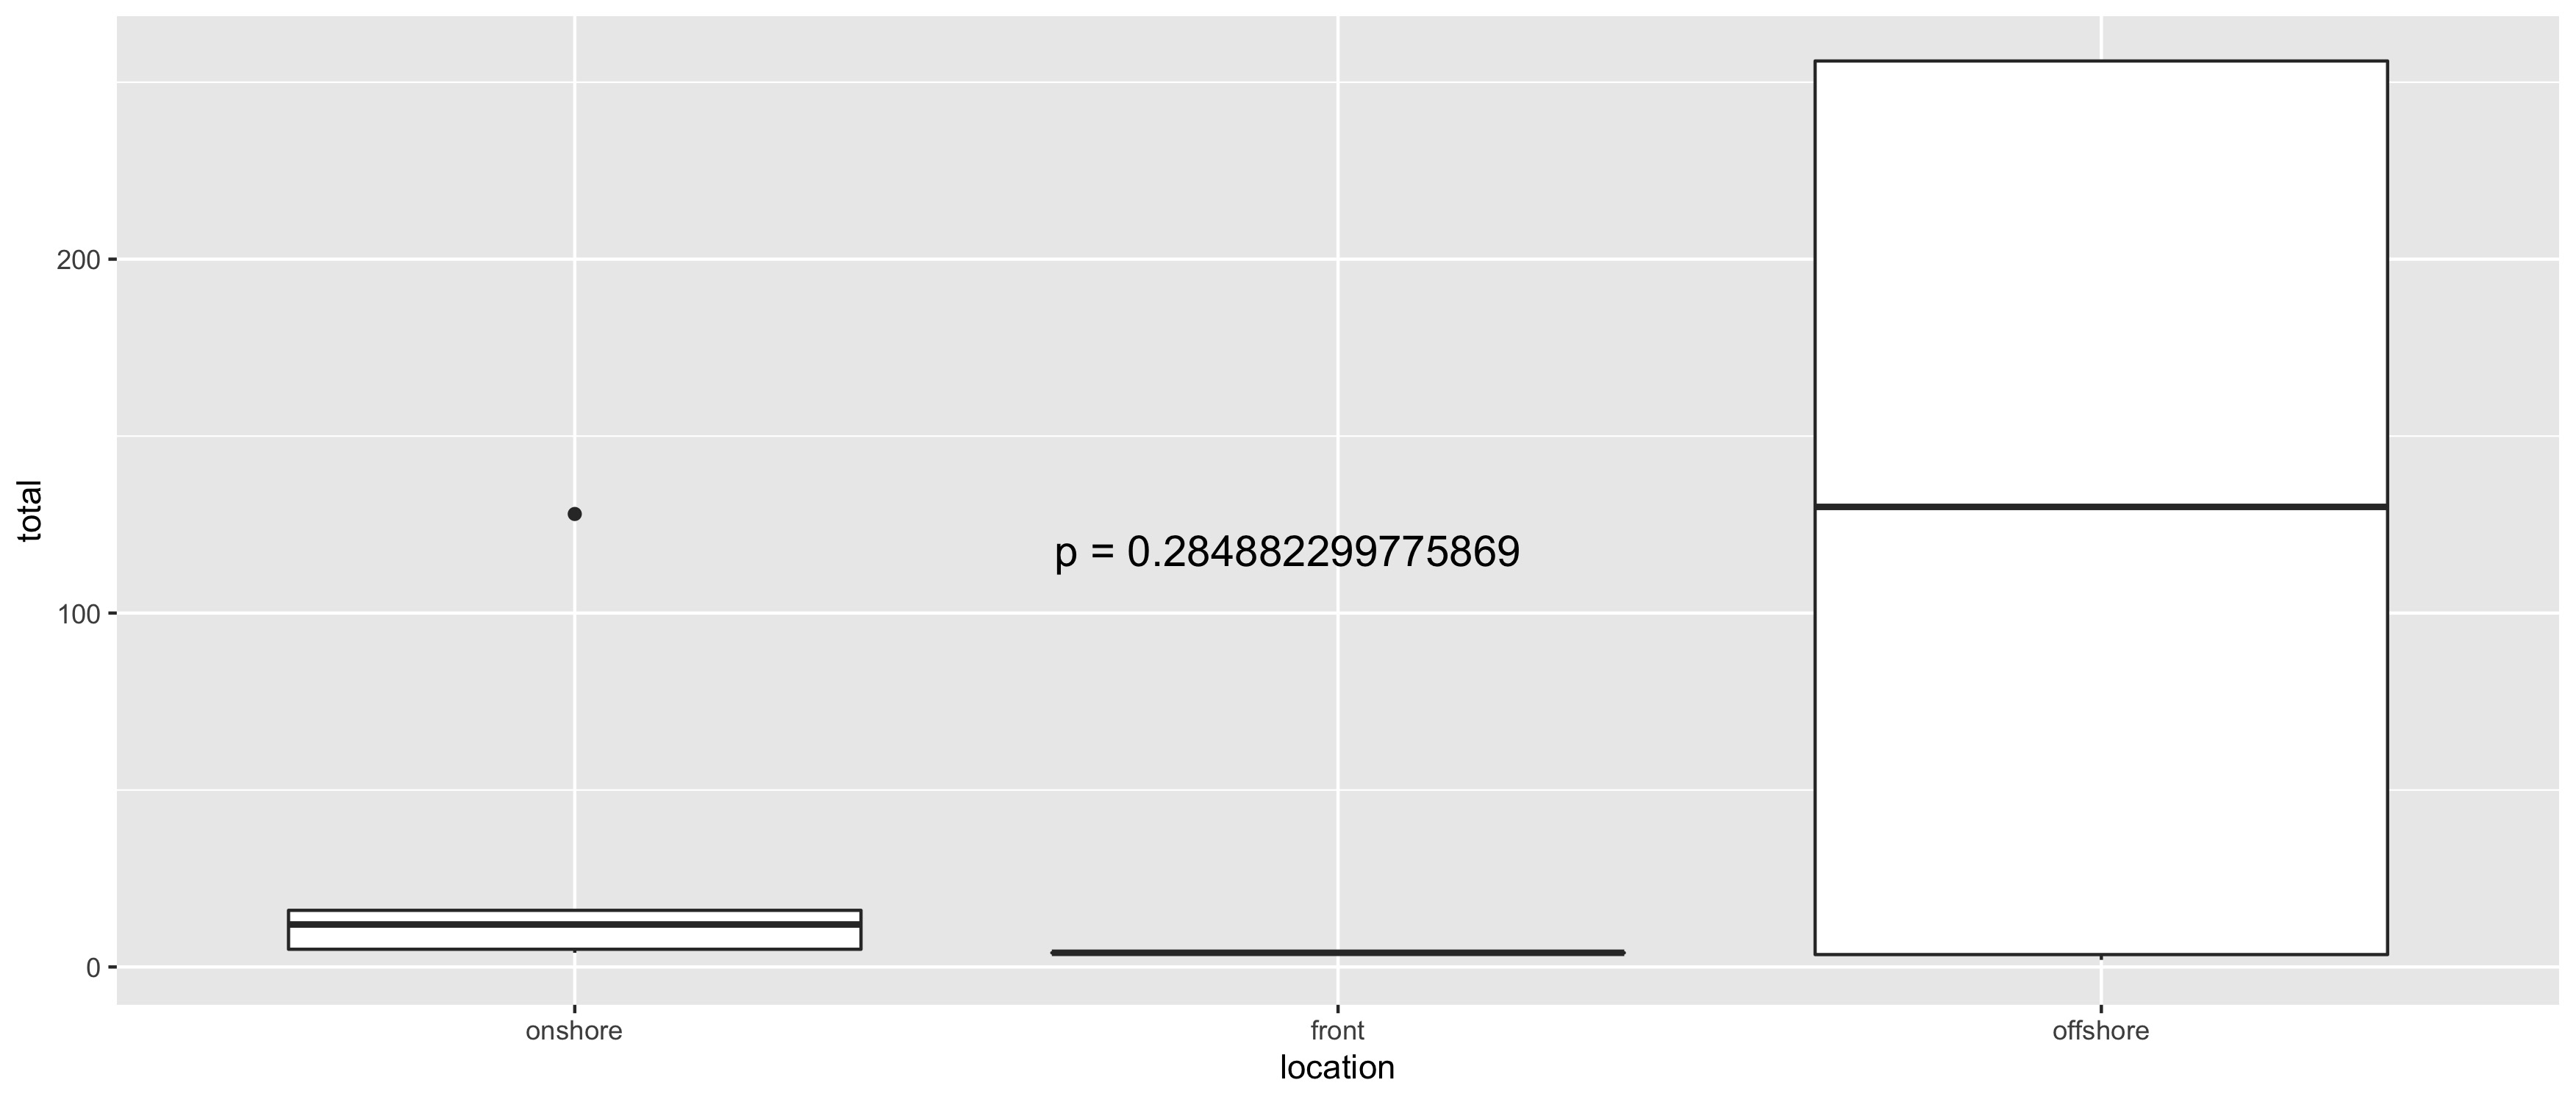 200
100
0
total
p = 0.284882299775869
onshore
front
offshore
location